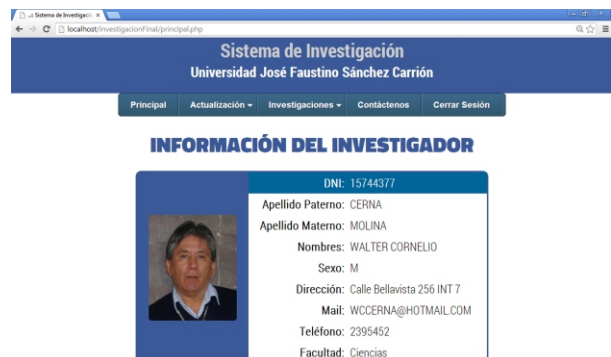 ..:: Sistema de Investigaci
localhost/investigacionFinal/principal.php
Sistema de Investigación
Universidad José Faustino Sánchez Carrión
Principal Actualización Investigaciones Contáctenos Cerrar Sesión
INFORMACIÓN DEL INVESTIGADOR
DNI: 15744377
Apellido Paterno: CERNA
Apellido Materno: MOLINA
Nombres: WALTER CORNELIO
Sexo: M
Dirección: Calle Bellavista 256 INT 7
Mail: WCCERNA@HOTMAIL.COM
Teléfono: 2395452
Facultad: Ciencias